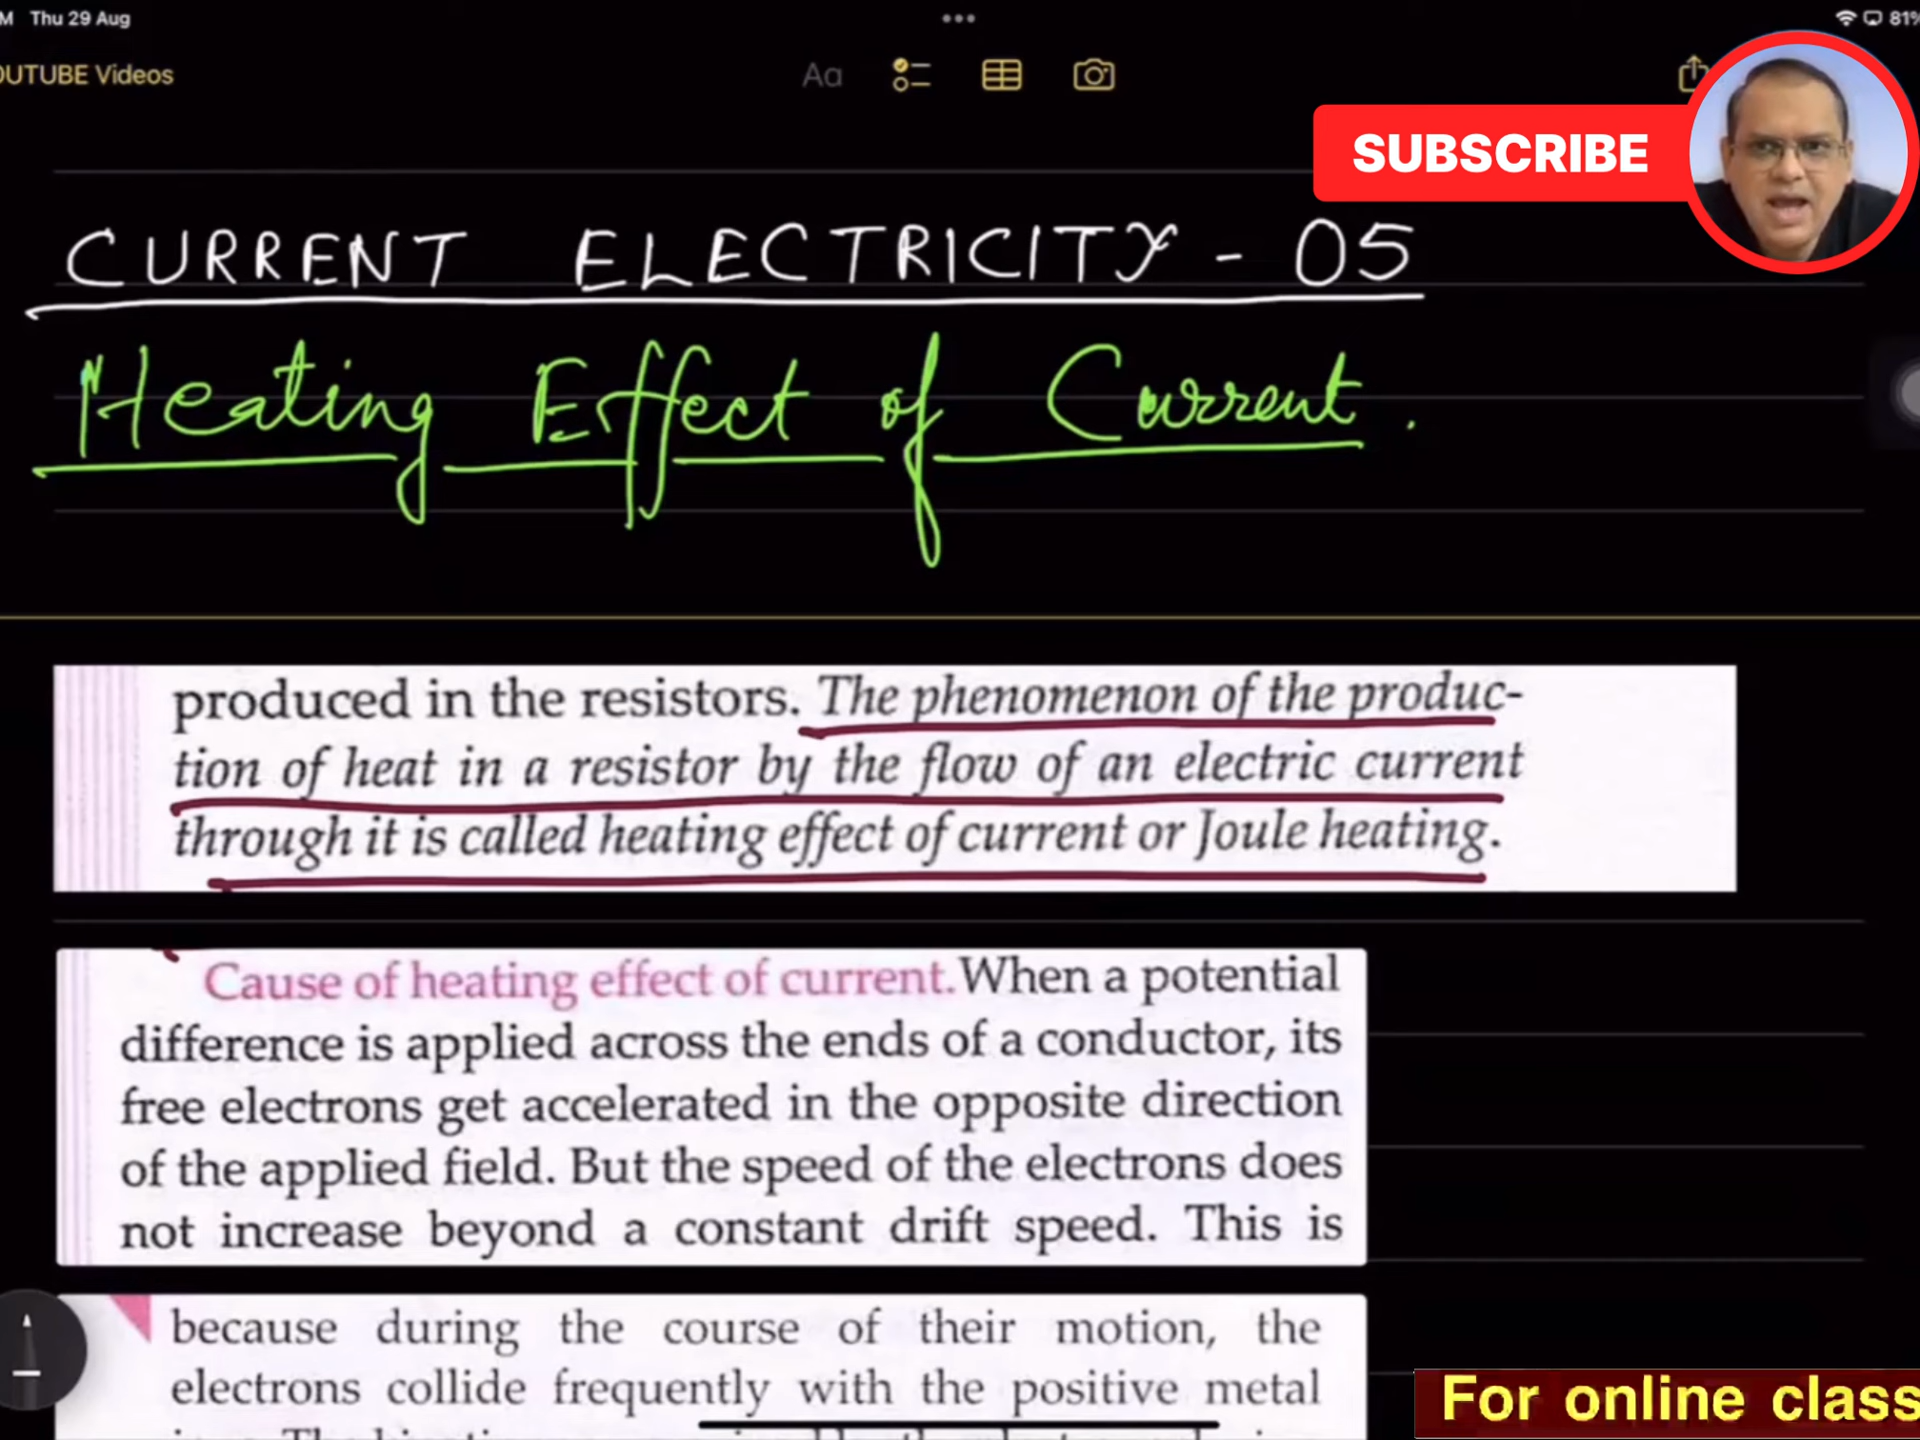 M Thu 29 Aug
81%
OUTUBE Videos
Aa
SUBSCRIBE
CURRENT ELECTRICITY - 05
Heating Effect of Current.
produced in the resistors. The phenomenon of the produc-
tion of heat in a resistor by the flow of an electric current
through it is called heating effect of current or Joule heating.
Cause of heating effect of current. When a potential
difference is applied across the ends of a conductor, its
free electrons get accelerated in the opposite direction
of the applied field. But the speed of the electrons does
not increase beyond a constant drift speed. This is
because during the course of their motion, the
electrons collide frequently with the positive metal
For online class